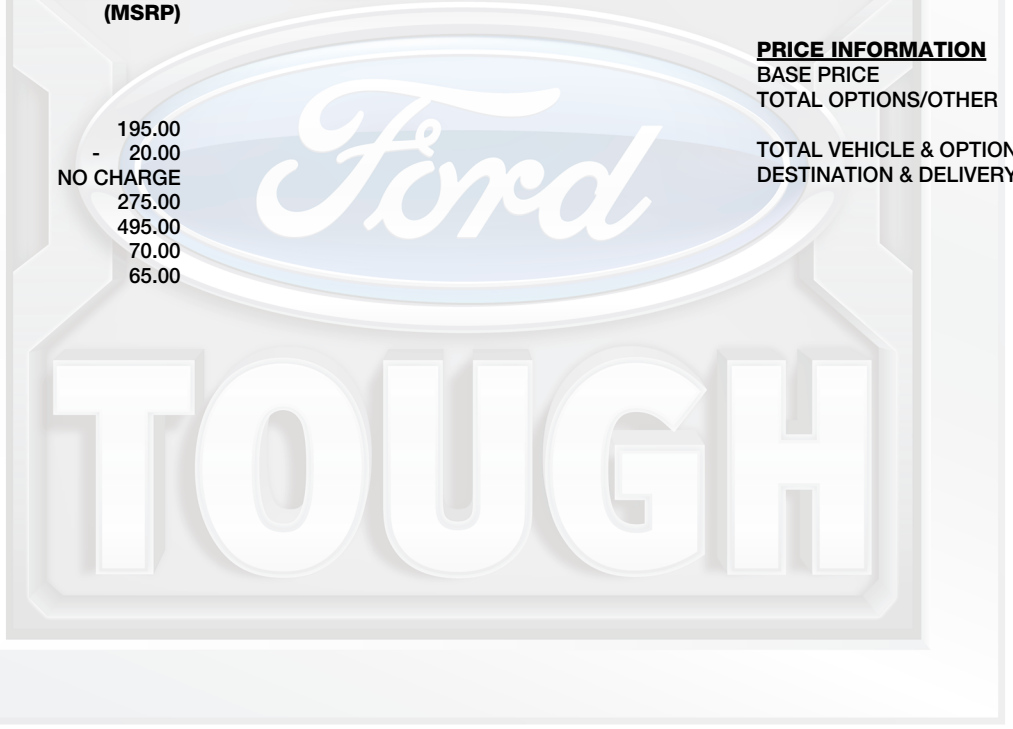 (MSRP)
195.00
- 20.00
NO CHARGE
275.00
495.00
70.00
65.00
PRICE INFORMATION
BASE PRICE
TOTAL OPTIONS/OTHER
TOTAL VEHICLE & OPTION
DESTINATION & DELIVERY
Ford
TOUGH